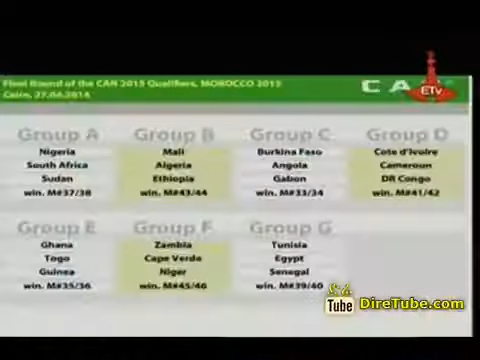 Final Round of the CAN 2015 Qualifiers, MOROCCO 2015
Cairo, 27.04.2014
CAF
ETV
Group A
Nigeria
South Africa
Sudan
win. M#37/38
Group B
Mali
Algeria
Ethiopia
win. M#43/44
Group C
Burkina Faso
Angola
Gabon
win. M#33/34
Group D
Cote d'Ivoire
Cameroun
DR Congo
win. M#41/42
Group E
Ghana
Togo
Guinea
win. M#35/36
Group F
Zambia
Cape Verde
Niger
win. M#45/46
Group G
Tunisia
Egypt
Senegal
win. M#39/40
Tube
DireTube.com